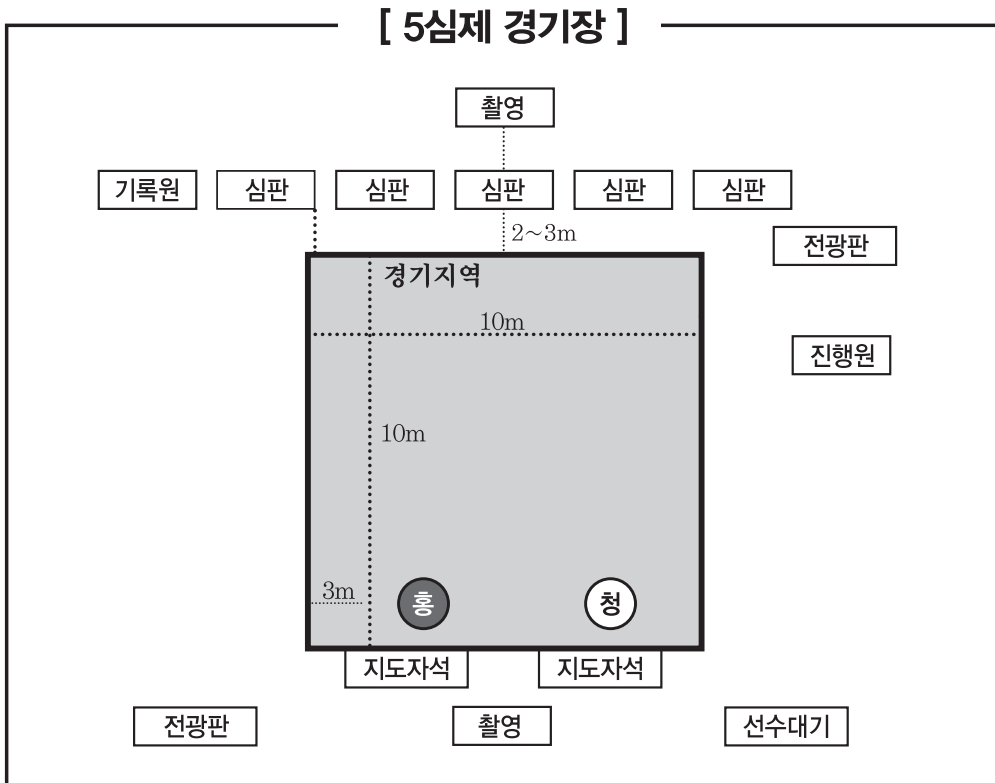 [ 5심제 경기장 ]
촬영
기록원 심판 심판 심판 심판 심판
2~3m
전광판
경기지역
10m
진행원
10m
3m
홍 청
지도자석 지도자석
전광판 촬영 선수대기